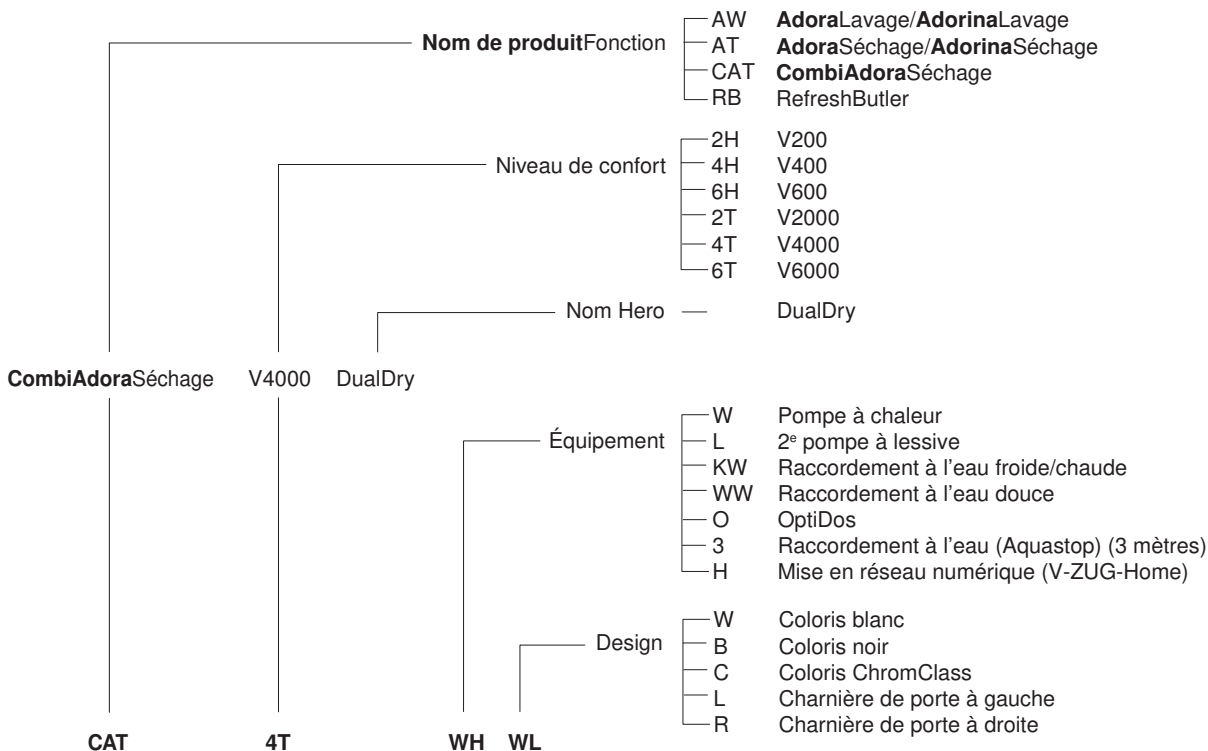 AW AdoraLavage/AdorinaLavage
Nom de produitFonction AT AdoraSéchage/AdorinaSéchage
CAT CombiAdoraSéchage
RB RefreshButler
2H V200
Niveau de confort 4H V400
6H V600
2T V2000
4T V4000
6T V6000
Nom Hero — DualDry
CombiAdoraSéchage V4000 DualDry
W Pompe à chaleur
Équipement L 2e pompe à lessive
KW Raccordement à l'eau froide/chaude
WW Raccordement à l'eau douce
O OptiDos
3 Raccordement à l'eau (Aquastop) (3 mètres)
H Mise en réseau numérique (V-ZUG-Home)
W Coloris blanc
Design B Coloris noir
C Coloris ChromClass
L Charnière de porte à gauche
R Charnière de porte à droite
CAT 4T WH WL